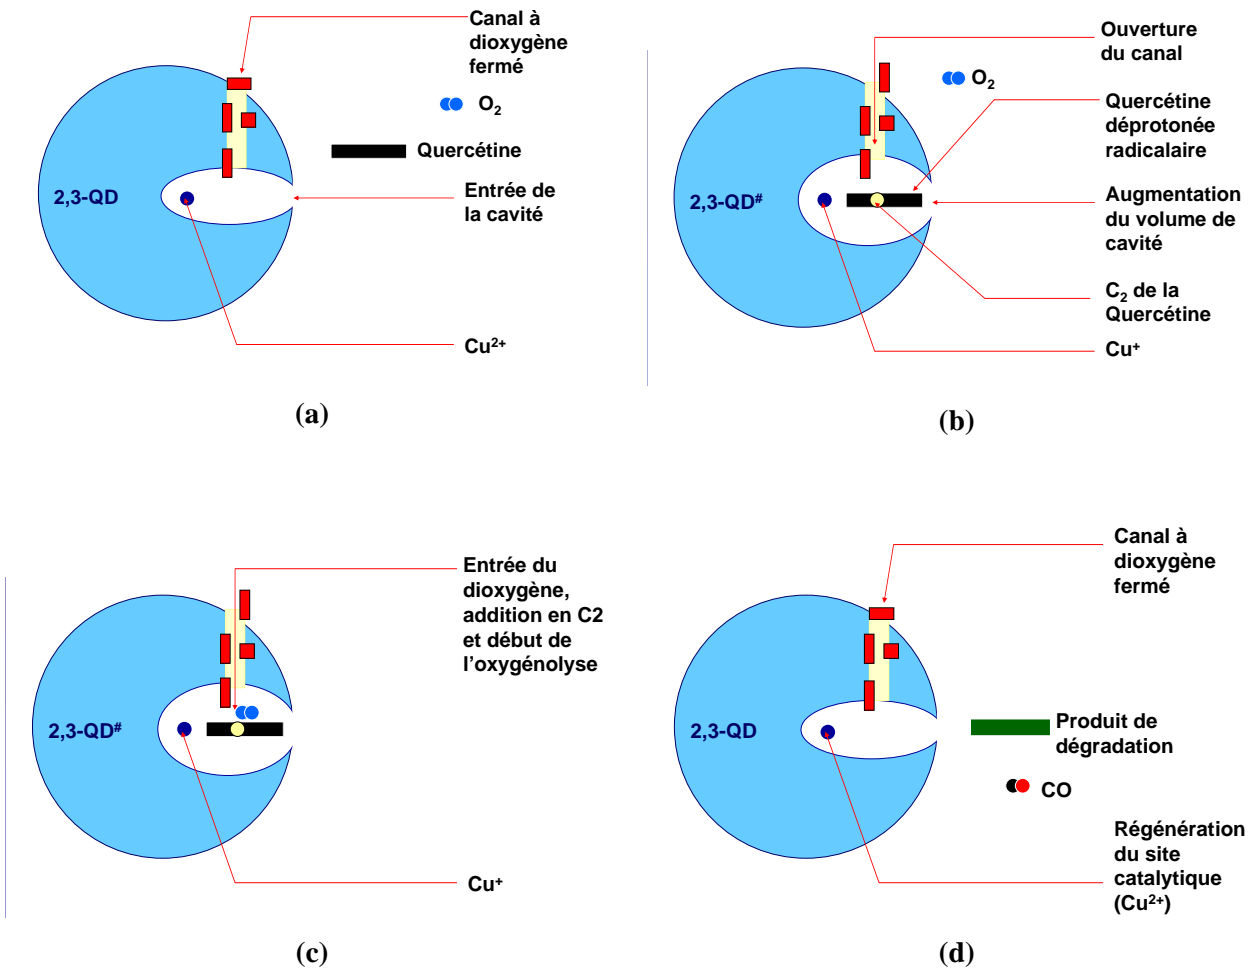 Canal à
dioxygène
fermé
O2
Quercétine
2,3-QD
Entrée de
la cavité
Cu2+
(a)
Ouverture
du canal
O2
Quercétine
déprotonée
radicalaire
2,3-QD#
Augmentation
du volume de
cavité
C2 de la
Quercétine
Cu+
(b)
Entrée du
dioxygène,
addition en C2
et début de
l'oxygénolyse
2,3-QD#
Cu+
(c)
Canal à
dioxygène
fermé
2,3-QD
Produit de
dégradation
CO
Régénération
du site
catalytique
(Cu2+)
(d)